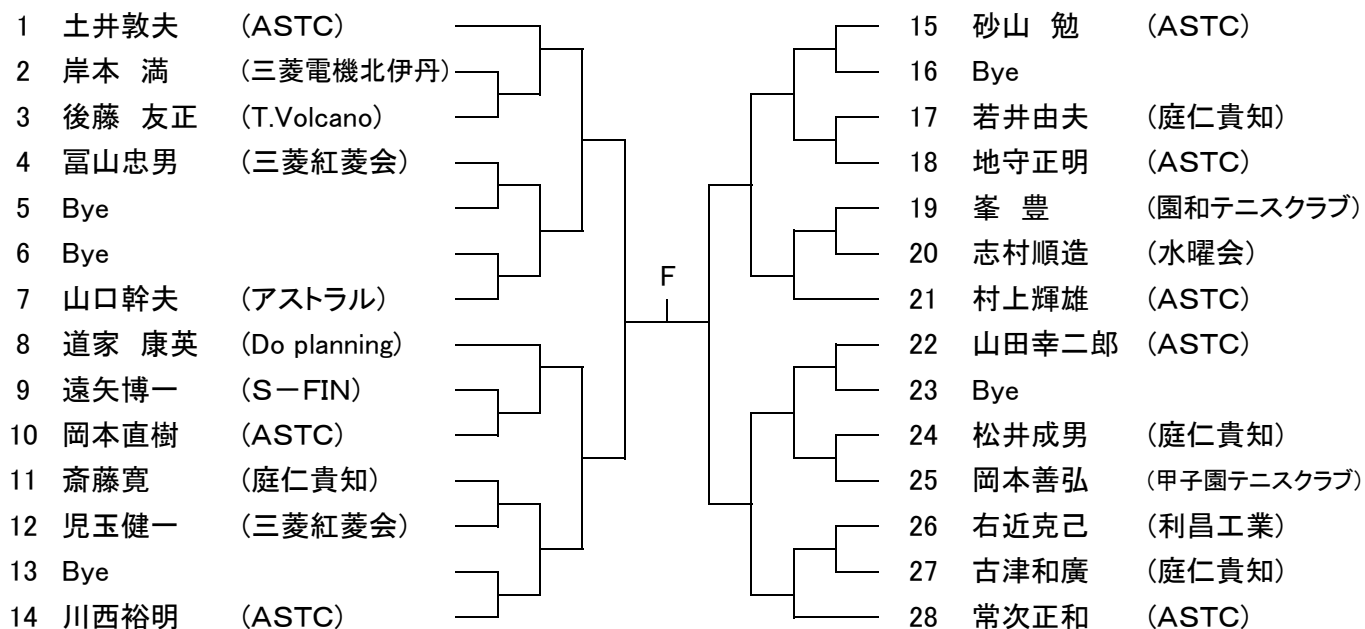 1 土井敦夫 (ASTC)
2 岸本 満 (三菱電機北伊丹)
3 後藤 友正 (T.Volcano)
4 冨山忠男 (三菱紅菱会)
5 Bye
6 Bye
7 山口幹夫 (アストラル)
8 道家 康英 (Do planning)
9 遠矢博一 (S-FIN)
10 岡本直樹 (ASTC)
11 斎藤寛 (庭仁貴知)
12 児玉健一 (三菱紅菱会)
13 Bye
14 川西裕明 (ASTC)
F
15 砂山 勉 (ASTC)
16 Bye
17 若井由夫 (庭仁貴知)
18 地守正明 (ASTC)
19 峯 豊 (園和テニスクラブ)
20 志村順造 (水曜会)
21 村上輝雄 (ASTC)
22 山田幸二郎 (ASTC)
23 Bye
24 松井成男 (庭仁貴知)
25 岡本善弘 (甲子園テニスクラブ)
26 右近克己 (利昌工業)
27 古津和廣 (庭仁貴知)
28 常次正和 (ASTC)